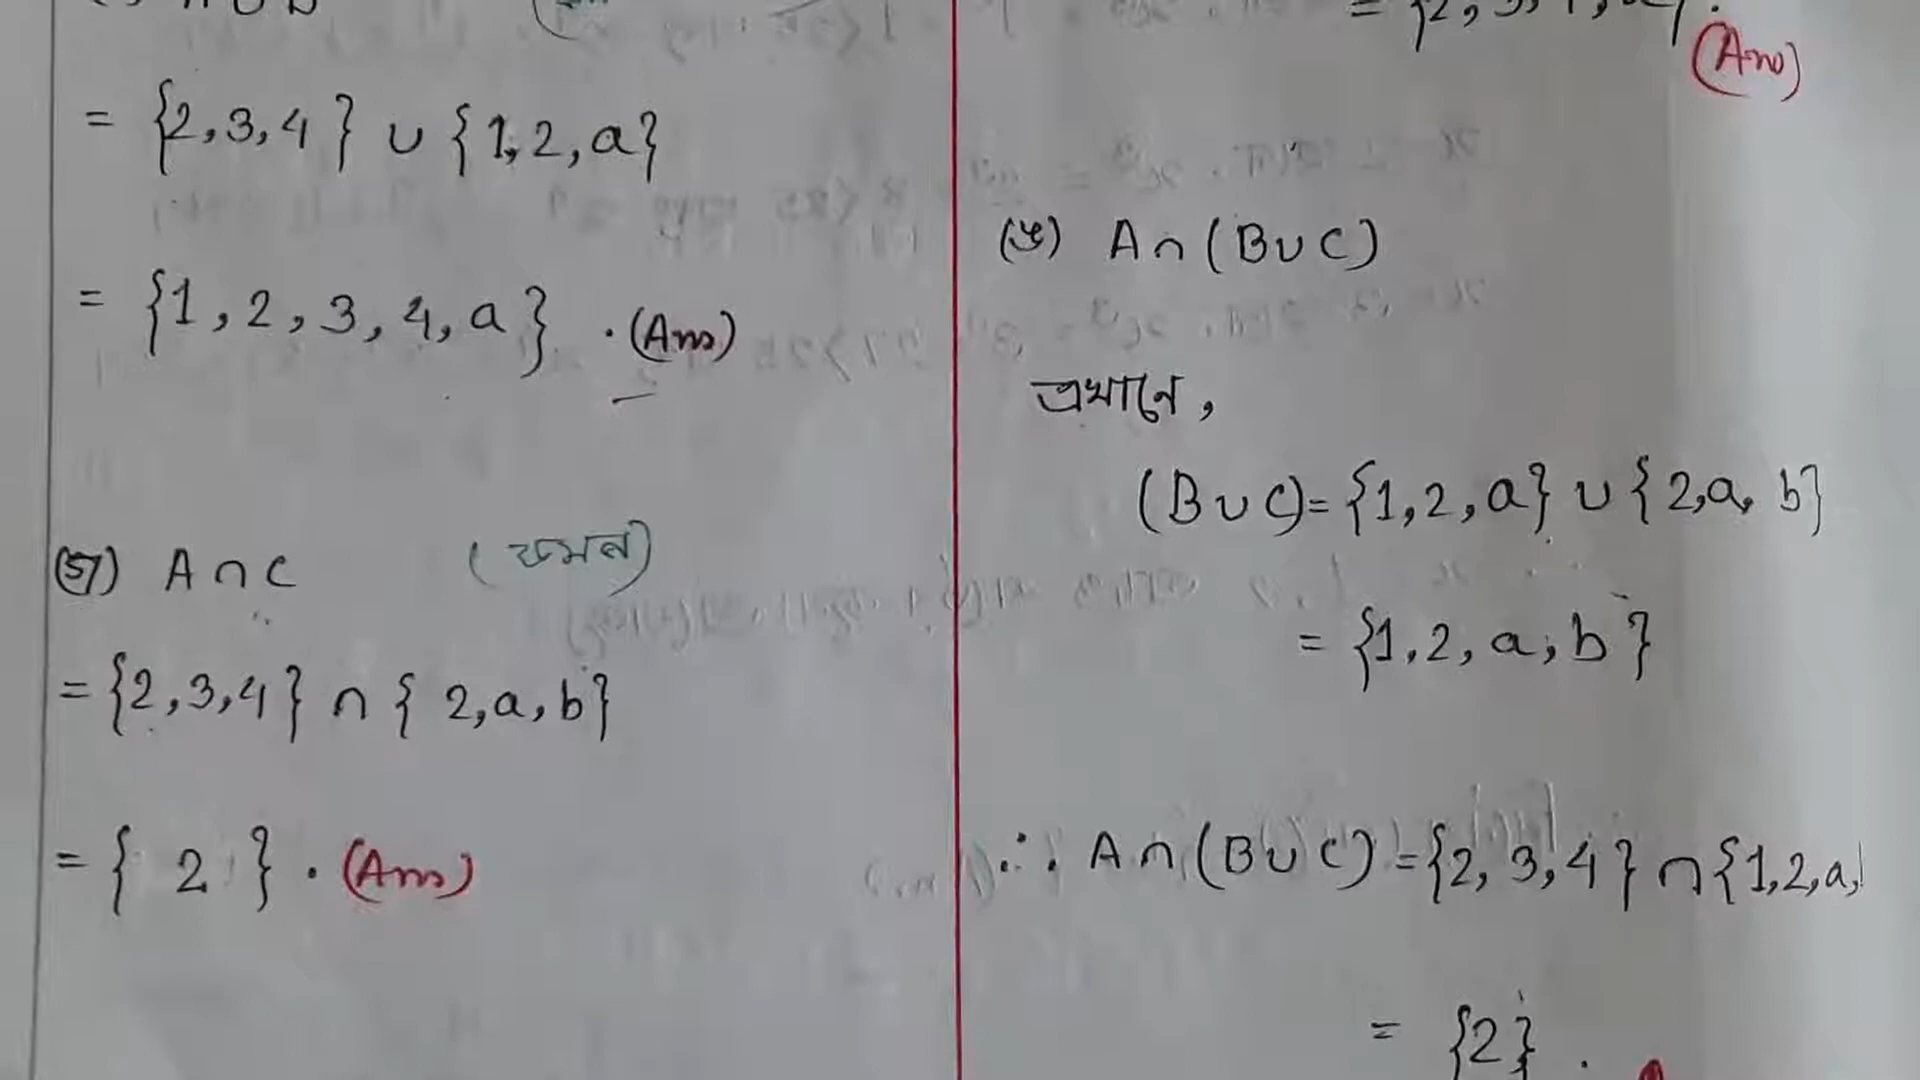 = {2,3,4} ∪ {1,2,a}
= {1,2,3,4,a} . (Ans)
A∩C (কমন)
= {2,3,4} ∩ {2,a,b}
= {2} . (Ans)
(Ans)
A∩(B∪C)
এখানে,
(B∪C)= {1,2,a} ∪ {2,a,b}
= {1,2,a,b}
∴ A∩(B∪C) = {2,3,4} ∩ {1,2,a,
= {2} .